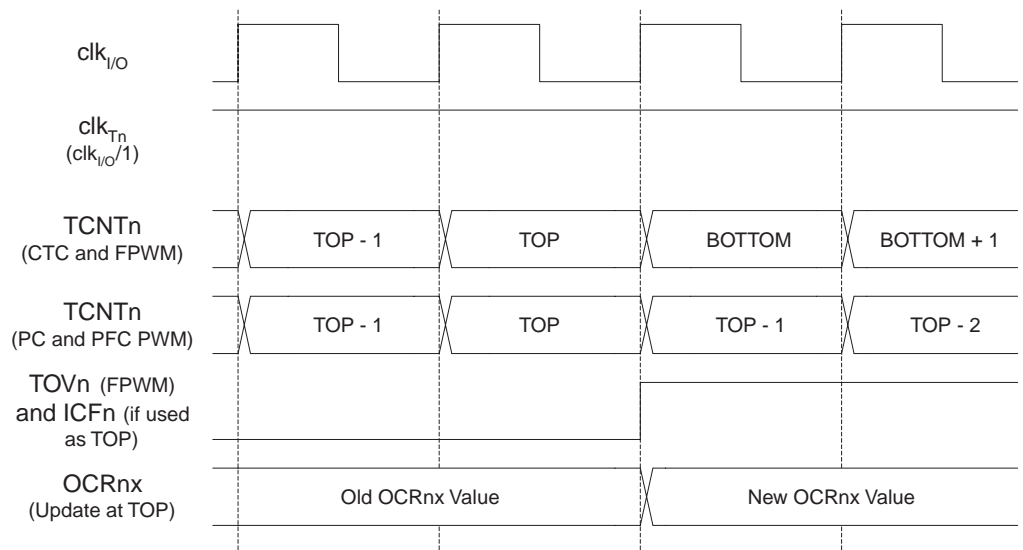 clkI/O
clkTn
(clkI/O/1)
TCNTn
(CTC and FPWM)
TOP - 1
TOP
BOTTOM
BOTTOM + 1
TCNTn
(PC and PFC PWM)
TOP - 1
TOP
TOP - 1
TOP - 2
TOVn (FPWM)
and ICFn (if used
as TOP)
OCRnx
(Update at TOP)
Old OCRnx Value
New OCRnx Value